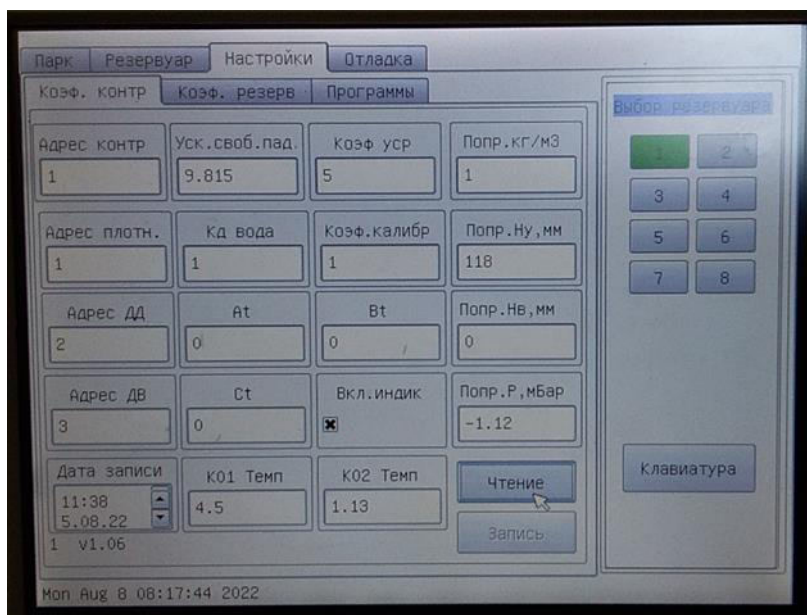 Парк Резервуар Настройки Отладка
Коэф. контр Коэф. резерв Программы
Выбор резервуара
Адрес контр Уск.своб.пад. Коэф уср Попр.кг/м3
1 9.815 5 1
1 2
3 4
Адрес плотн. Кд вода Коэф.калибр Попр.Ну,мм
1 1 1 118
5 6
7 8
Адрес ДД At Bt Попр.Нв,мм
2 0 0 0
Адрес ДВ Ct Вкл.индик Попр.Р,мБар
3 0 -1.12
Дата записи К01 Темп К02 Темп Чтение Клавиатура
11:38
5.08.22
4.5 1.13
Запись
1 v1.06
Mon Aug 8 08:17:44 2022